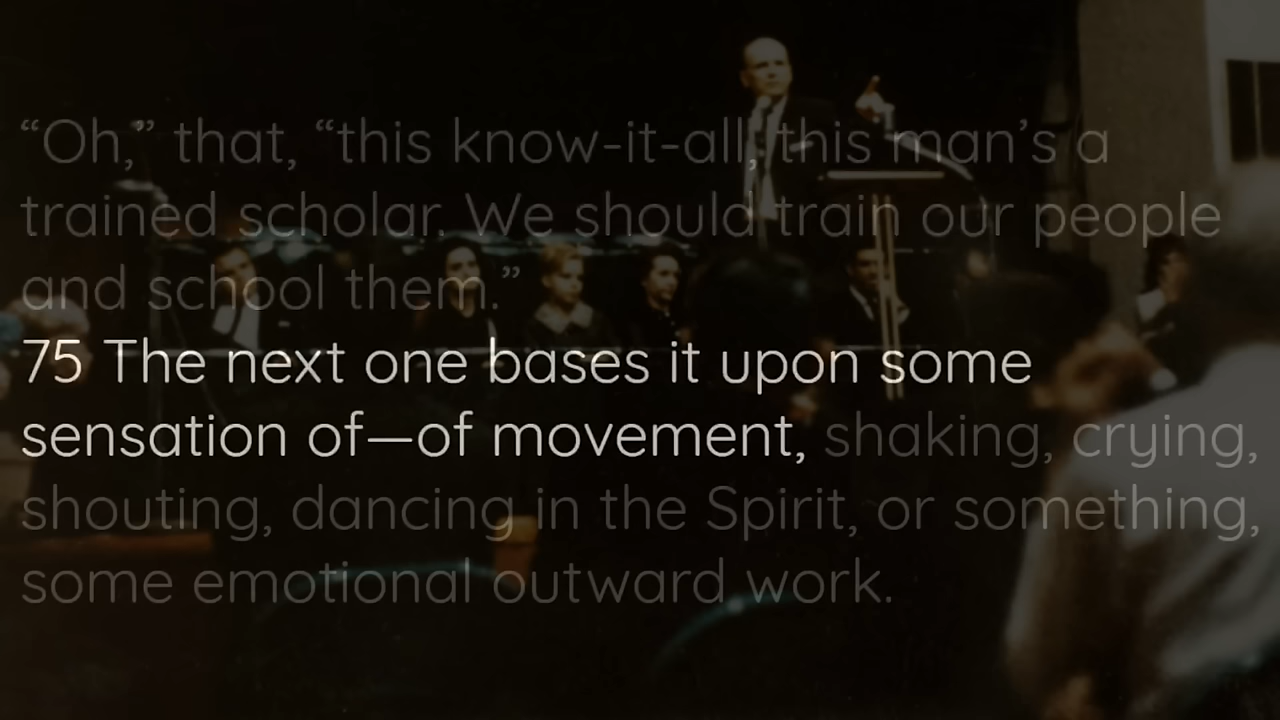 “Oh,” that, “this know-it-all, this man’s a
trained scholar. We should train our people
and school them.”
75 The next one bases it upon some
sensation of—of movement, shaking, crying,
shouting, dancing in the Spirit, or something,
some emotional outward work.